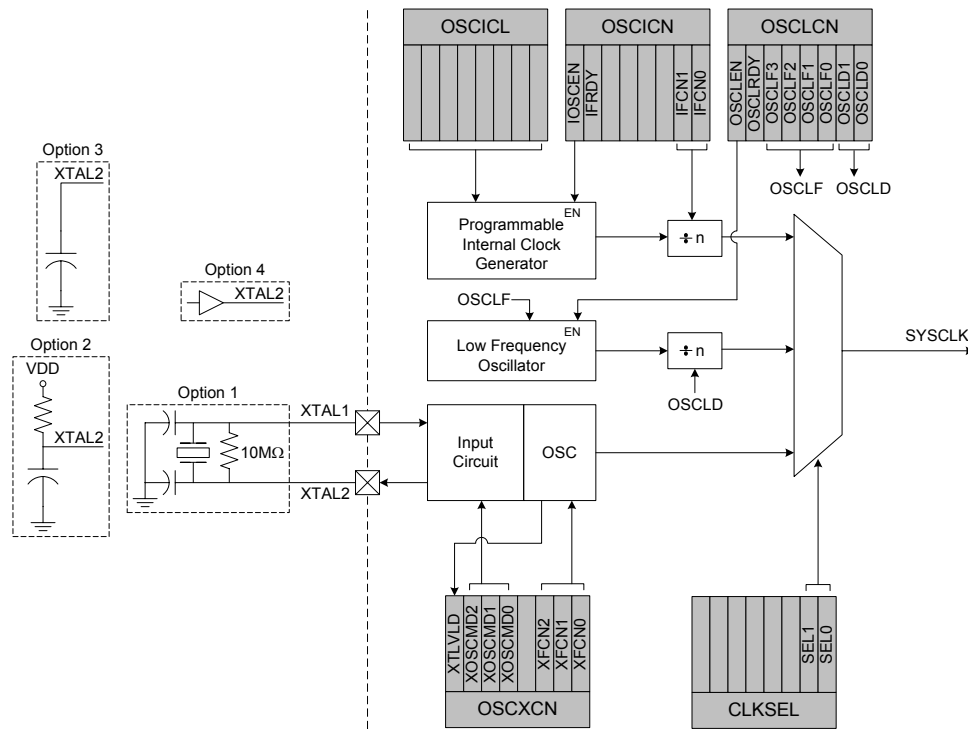 OSCICL
OSCICN
OSCLCN
IOSCEN
IFRDY
IFCN1
IFCN0
OSCLEN
OSCLRDY
OSCLF3
OSCLF2
OSCLF1
OSCLF0
OSCLD1
OSCLD0
Option 3
XTAL2
OSCLF
OSCLD
EN
Programmable
Internal Clock
Generator
÷ n
Option 4
XTAL2
OSCLF
EN
Low Frequency
Oscillator
÷ n
OSCLD
SYSCLK
Option 2
VDD
XTAL2
Option 1
10MΩ
XTAL1
XTAL2
Input
Circuit
OSC
XTLVLD
XOSCMD2
XOSCMD1
XOSCMD0
XFCN2
XFCN1
XFCN0
OSCXCN
SEL1
SEL0
CLKSEL